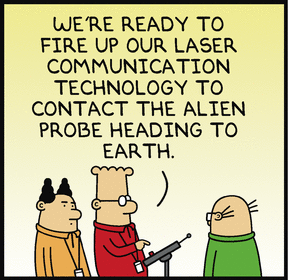 WE'RE READY TO
FIRE UP OUR LASER
COMMUNICATION
TECHNOLOGY TO
CONTACT THE ALIEN
PROBE HEADING TO
EARTH.